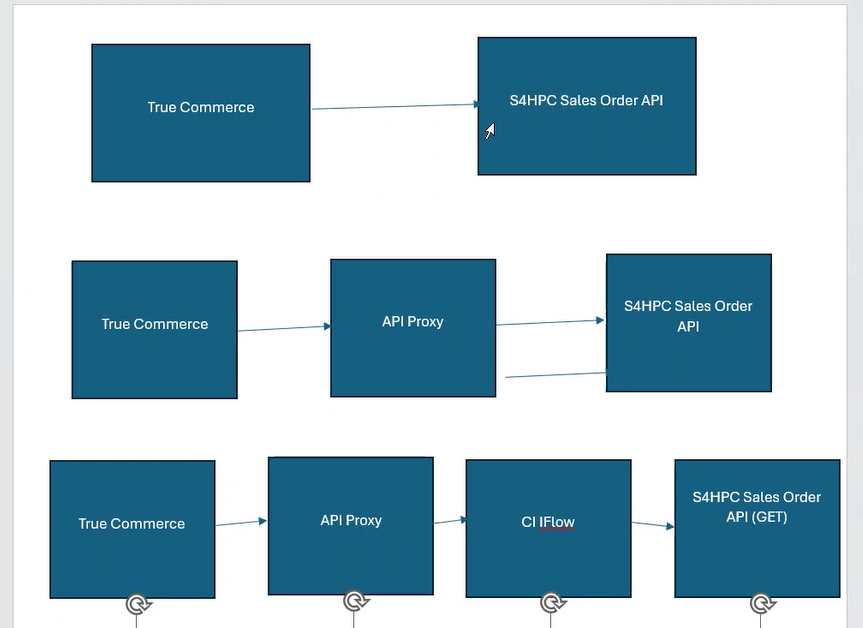 True Commerce
S4HPC Sales Order API
True Commerce
API Proxy
S4HPC Sales Order
API
True Commerce
API Proxy
CI IFlow
S4HPC Sales Order
API (GET)